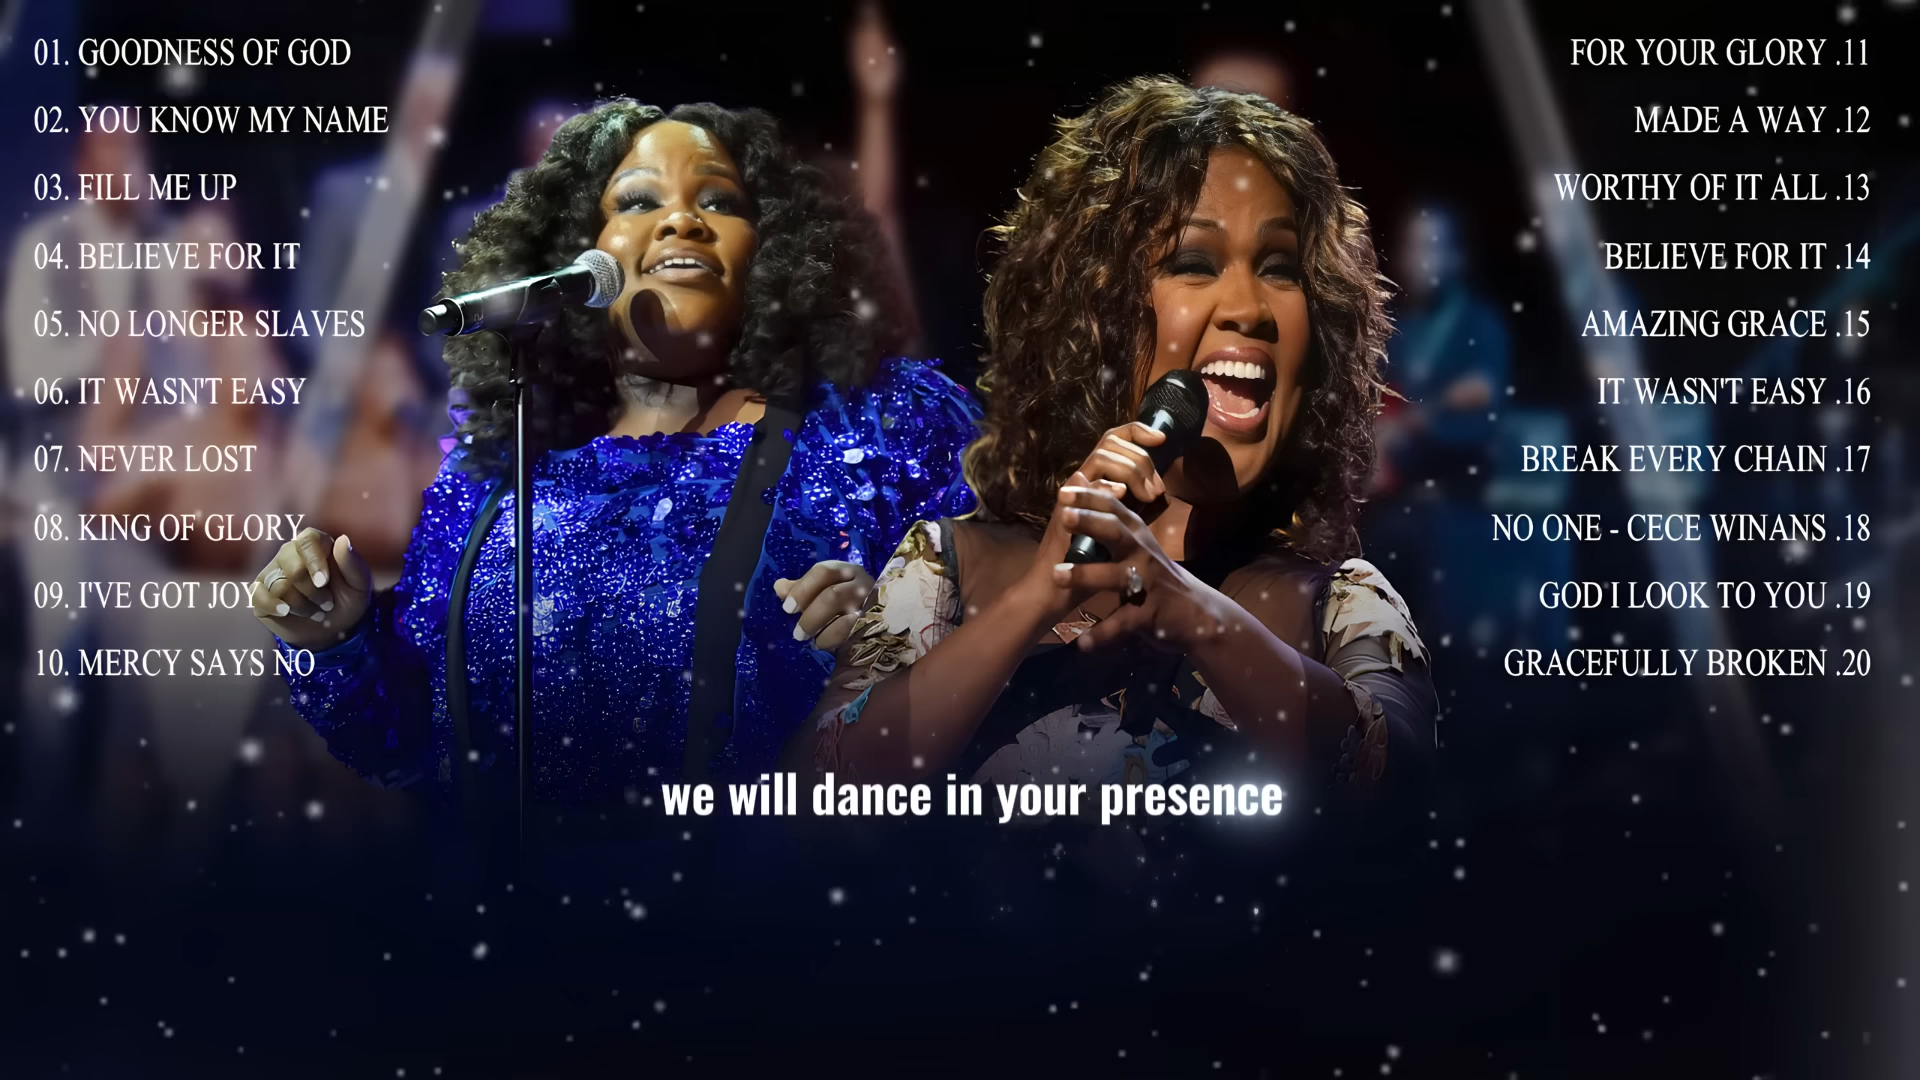 01. GOODNESS OF GOD
02. YOU KNOW MY NAME
03. FILL ME UP
04. BELIEVE FOR IT
05. NO LONGER SLAVES
06. IT WASN'T EASY
07. NEVER LOST
08. KING OF GLORY
09. I'VE GOT JOY
10. MERCY SAYS NO
FOR YOUR GLORY .11
MADE A WAY .12
WORTHY OF IT ALL .13
BELIEVE FOR IT .14
AMAZING GRACE .15
IT WASN'T EASY .16
BREAK EVERY CHAIN .17
NO ONE - CECE WINANS .18
GOD I LOOK TO YOU .19
GRACEFULLY BROKEN .20
we will dance in your presence